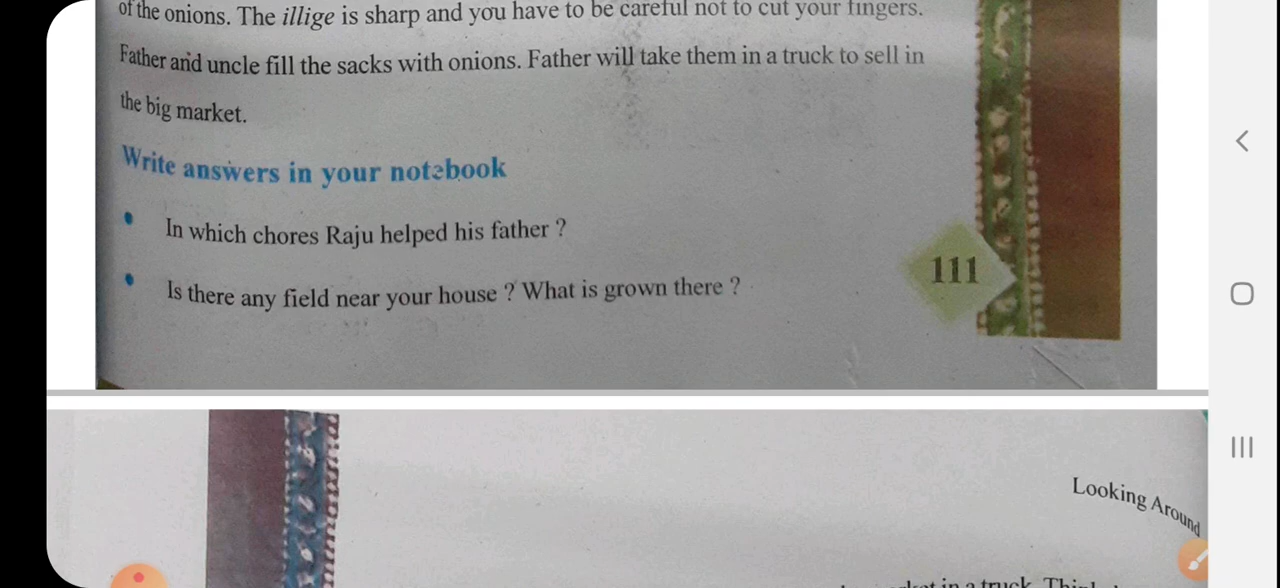 of the onions. The illige is sharp and you have to be careful not to cut your fingers.
Father and uncle fill the sacks with onions. Father will take them in a truck to sell in
the big market.
Write answers in your notebook
• In which chores Raju helped his father ?
• Is there any field near your house ? What is grown there ?
111
Looking Around
in a truck.